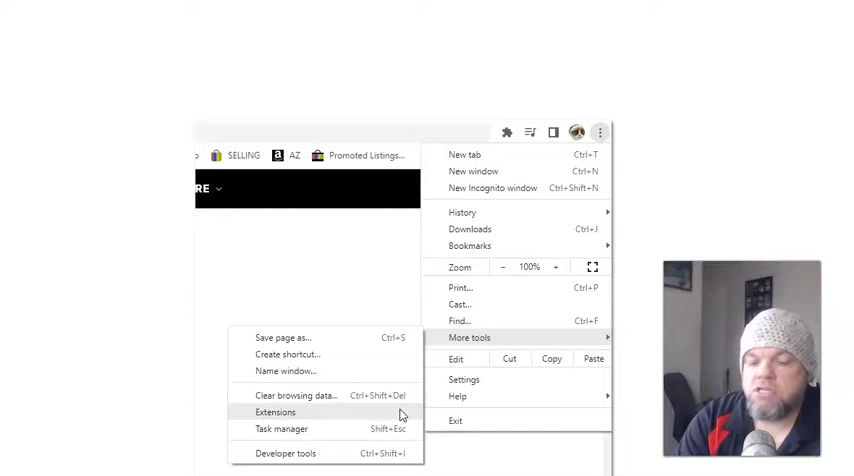 o SELLING AZ Promoted Listings...
RE
New tab Ctrl+T
New window Ctrl+N
New Incognito window Ctrl+Shift+N
History
Downloads Ctrl+J
Bookmarks
Zoom − 100% +
Print... Ctrl+P
Cast...
Find... Ctrl+F
More tools
Edit Cut Copy Paste
Settings
Help
Exit
Save page as... Ctrl+S
Create shortcut...
Name window...
Clear browsing data... Ctrl+Shift+Del
Extensions
Task manager Shift+Esc
Developer tools Ctrl+Shift+I